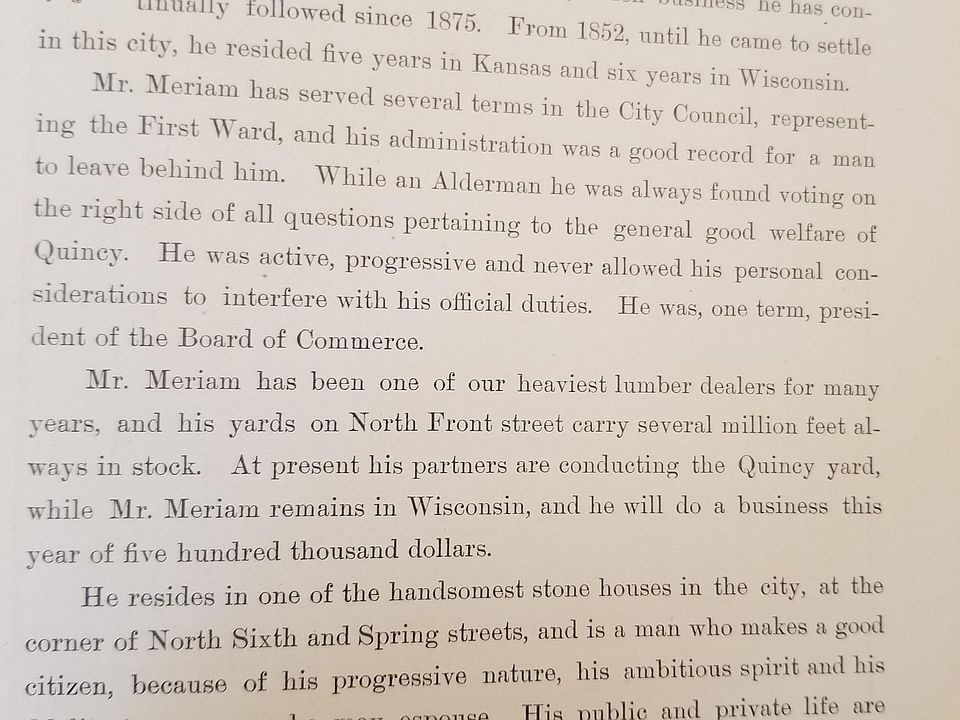 business he has con-
tinually followed since 1875. From 1852, until he came to settle
in this city, he resided five years in Kansas and six years in Wisconsin.
Mr. Meriam has served several terms in the City Council, represent-
ing the First Ward, and his administration was a good record for a man
to leave behind him. While an Alderman he was always found voting on
the right side of all questions pertaining to the general good welfare of
Quincy. He was active, progressive and never allowed his personal con-
siderations to interfere with his official duties. He was, one term, presi-
dent of the Board of Commerce.
Mr. Meriam has been one of our heaviest lumber dealers for many
years, and his yards on North Front street carry several million feet al-
ways in stock. At present his partners are conducting the Quincy yard,
while Mr. Meriam remains in Wisconsin, and he will do a business this
year of five hundred thousand dollars.
He resides in one of the handsomest stone houses in the city, at the
corner of North Sixth and Spring streets, and is a man who makes a good
citizen, because of his progressive nature, his ambitious spirit and his
he may espouse. His public and private life are